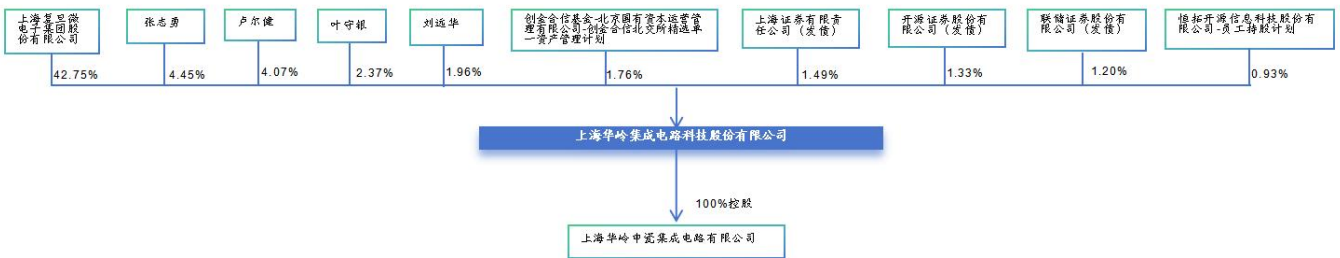 上海复旦微
电子集团股
份有限公司
张志勇
卢尔健
叶守银
刘远华
创金合信基金-北京国有资本运营管
理有限公司-创金合信北交所精选单
一资产管理计划
上海证券有限责
任公司（发债）
开源证券股份有
限公司（发债）
联储证券股份有
限公司（发债）
恒拓开源信息科技股份有
限公司-员工持股计划
42.75%
4.45%
4.07%
2.37%
1.96%
1.76%
1.49%
1.33%
1.20%
0.93%
上海华岭集成电路科技股份有限公司
100%控股
上海华岭申瓷集成电路有限公司